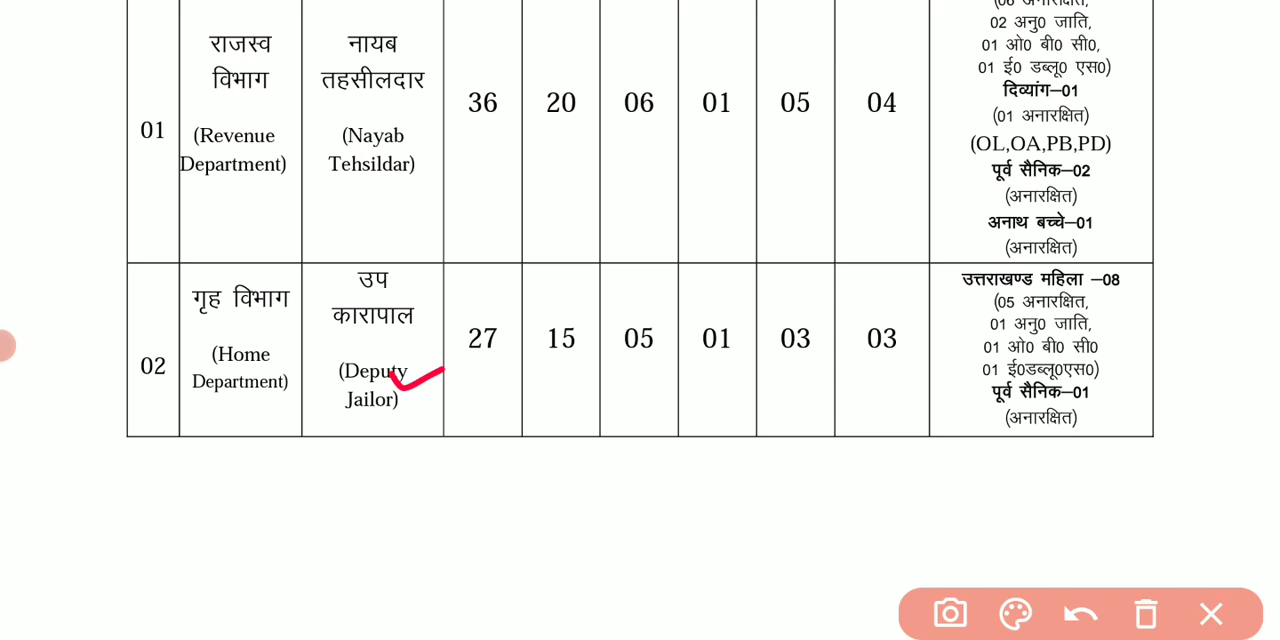 (06 अनारक्षित,
02 अनु0 जाति,
01 ओ0 बी0 सी0,
01 ई0 डब्लू0 एस0)
दिव्यांग–01
(01 अनारक्षित)
(OL,OA,PB,PD)
पूर्व सैनिक–02
(अनारक्षित)
अनाथ बच्चे–01
(अनारक्षित)
01
राजस्व
विभाग
(Revenue
Department)
नायब
तहसीलदार
(Nayab
Tehsildar)
36 20 06 01 05 04
02
गृह विभाग
(Home
Department)
उप
कारापाल
(Deputy
Jailor)
27 15 05 01 03 03
उत्तराखण्ड महिला –08
(05 अनारक्षित,
01 अनु0 जाति,
01 ओ0 बी0 सी0
01 ई0डब्लू0एस0)
पूर्व सैनिक–01
(अनारक्षित)